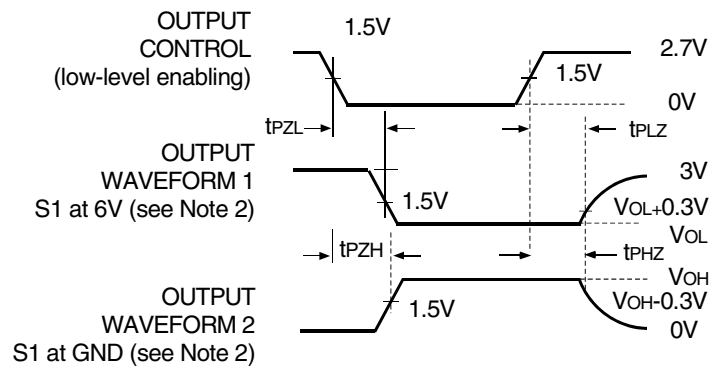 OUTPUT
CONTROL
(low-level enabling)
1.5V
2.7V
1.5V
0V
tPZL
tPLZ
OUTPUT
WAVEFORM 1
S1 at 6V (see Note 2)
3V
1.5V
VOL+0.3V
VOL
tPZH
tPHZ
OUTPUT
WAVEFORM 2
S1 at GND (see Note 2)
VOH
1.5V
VOH-0.3V
0V